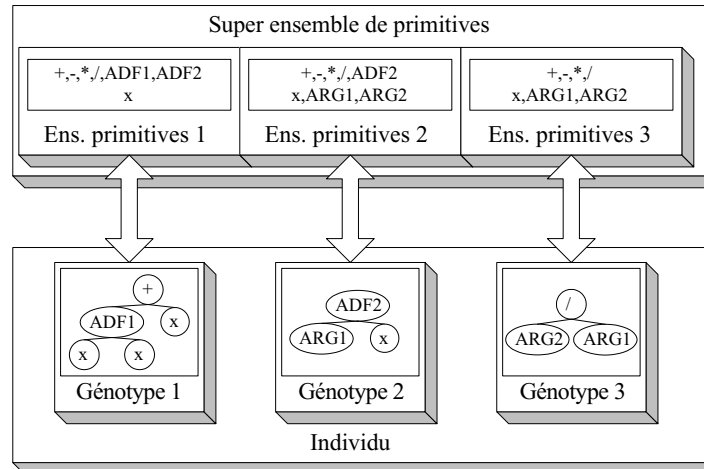 Super ensemble de primitives
+,-,*,/,ADF1,ADF2
x
Ens. primitives 1
+,-,*,/,ADF2
x,ARG1,ARG2
Ens. primitives 2
+,-,*,/
x,ARG1,ARG2
Ens. primitives 3
+
ADF1
x
x
x
Génotype 1
ADF2
ARG1
x
Génotype 2
/
ARG2
ARG1
Génotype 3
Individu